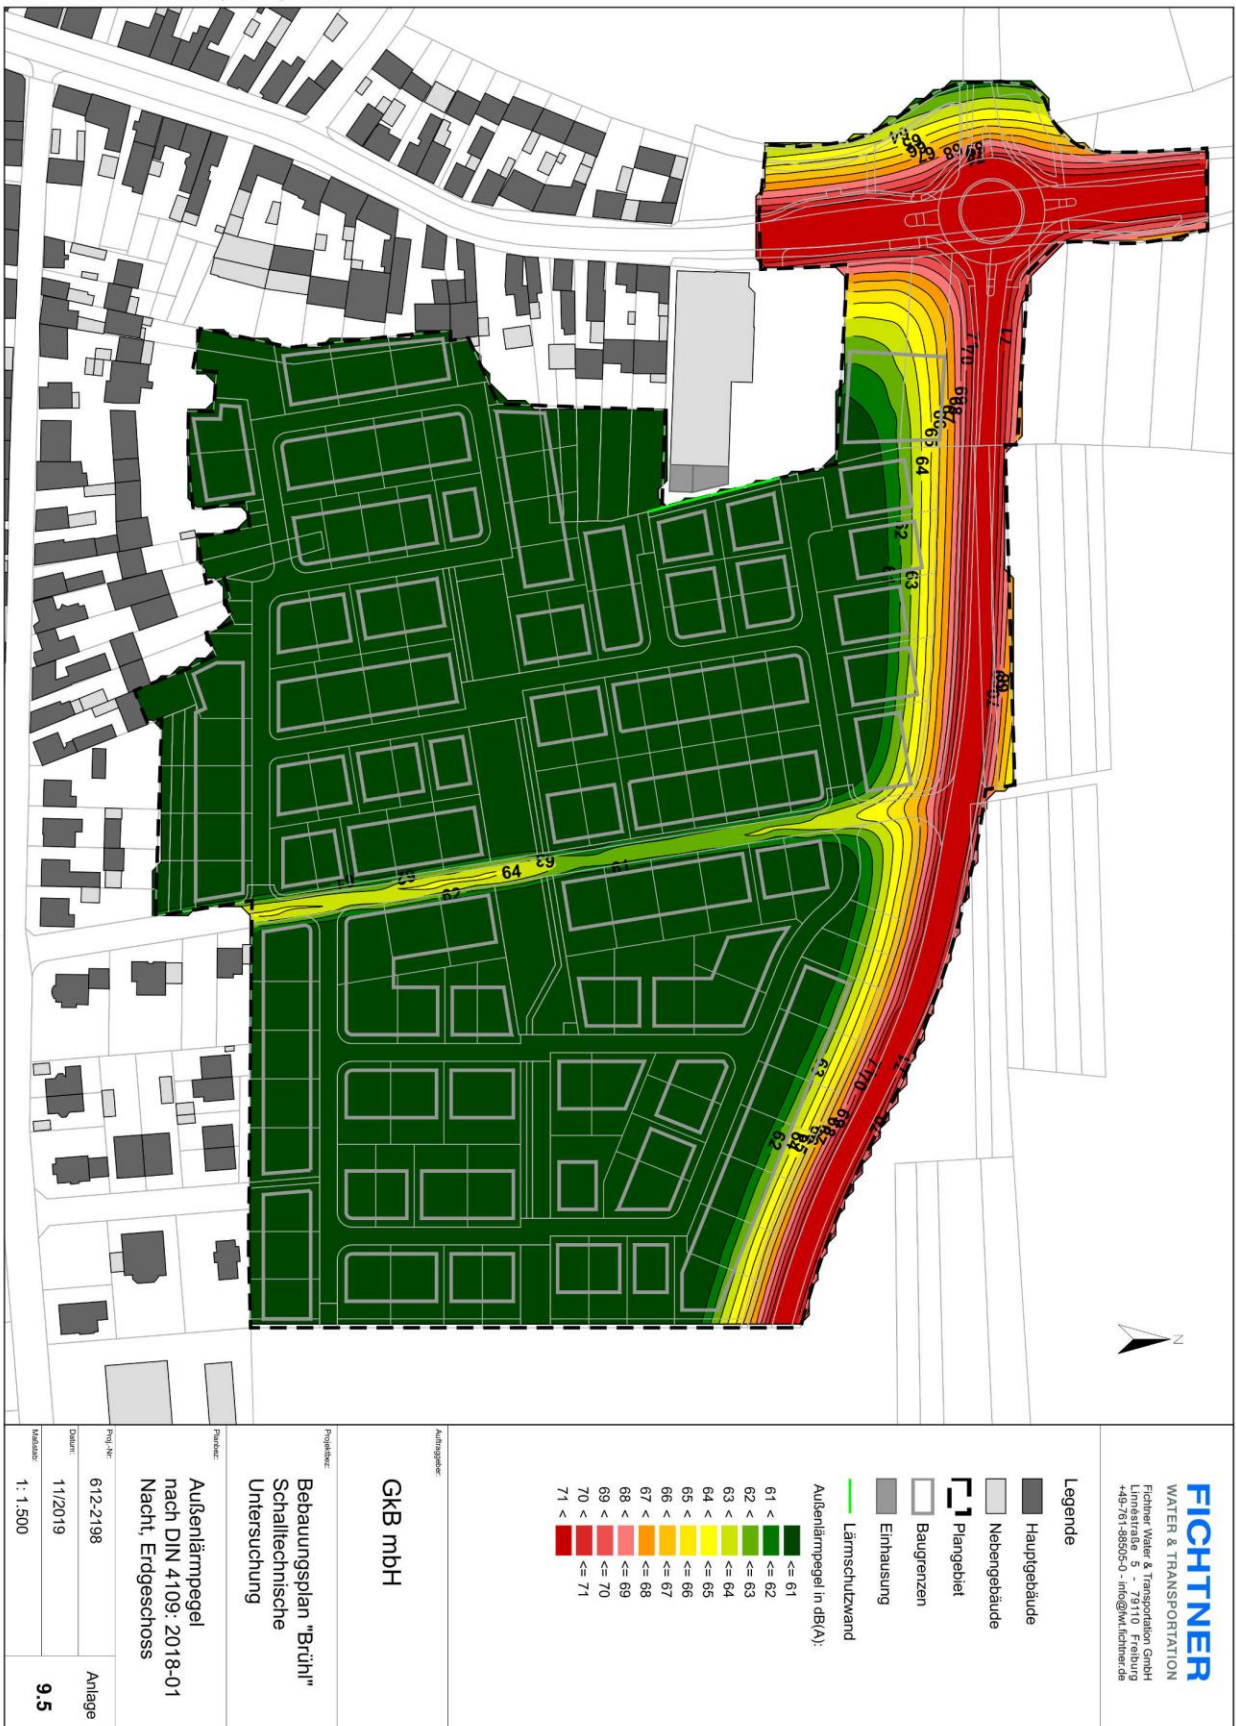 N
FICHTNER
WATER & TRANSPORTATION
Fichtner Water & Transportation GmbH
Linnéstraße 5 - 79110 Freiburg
+49-761-88505-0 - info@fwt.fichtner.de
Legende
Hauptgebäude
Nebengebäude
Plangebiet
Baugrenzen
Einhausung
Lärmschutzwand
Außenlärmpegel in dB(A):
<= 61
61 < <= 62
62 < <= 63
63 < <= 64
64 < <= 65
65 < <= 66
66 < <= 67
67 < <= 68
68 < <= 69
69 < <= 70
70 < <= 71
71 <
Auftraggeber:
GkB mbH
Projektbez:
Bebauungsplan "Brühl"
Schalltechnische
Untersuchung
Planbez:
Außenlärmpegel
nach DIN 4109: 2018-01
Nacht, Erdgeschoss
Proj.-Nr:
612-2198
Datum:
11/2019
Maßstab:
1: 1.500
Anlage
9.5
71
70
65
64
63
64
63
62
70